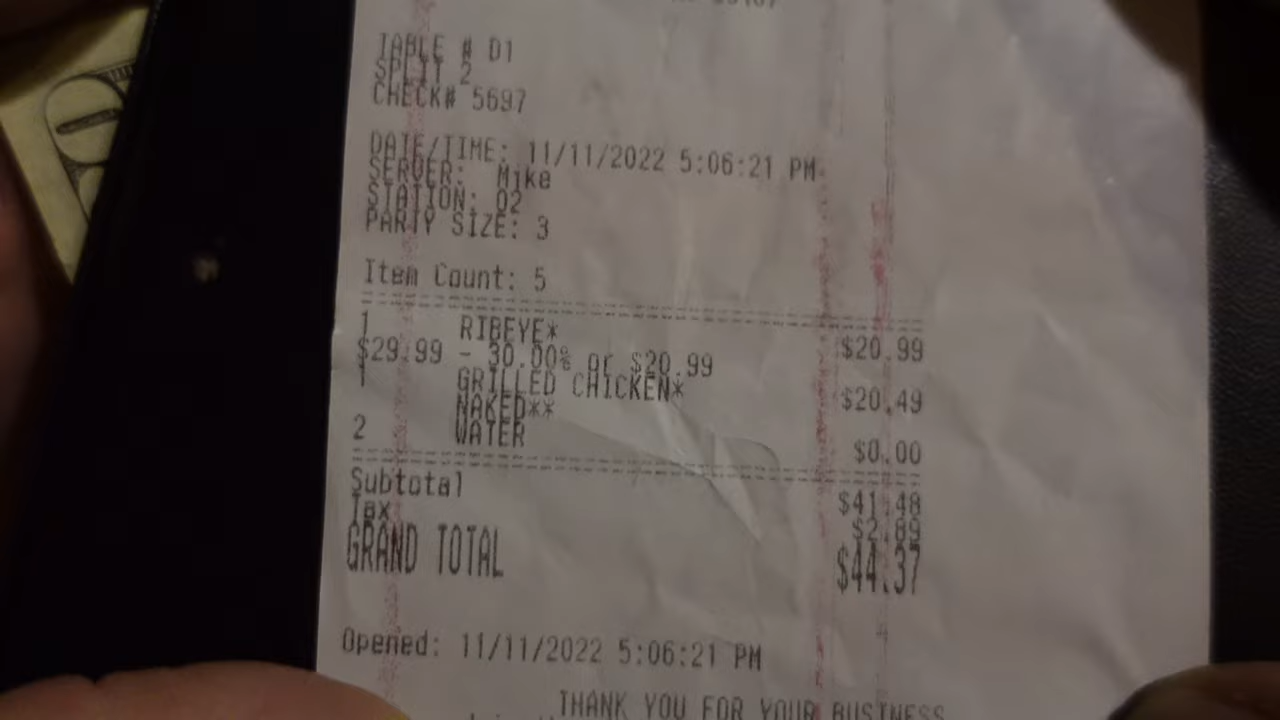 TABLE # D1
SPLIT 2
CHECK# 5697
DATE/TIME: 11/11/2022 5:06:21 PM
SERVER: Mike
STATION: 02
PARTY SIZE: 3
Item Count: 5
1 RIBEYE* $20.99
$29.99 - 30.00% or $20.99
1 GRILLED CHICKEN* $20.49
NAKED**
2 WATER $0.00
Subtotal $41.48
Tax $2.89
GRAND TOTAL $44.37
Opened: 11/11/2022 5:06:21 PM
THANK YOU FOR YOUR BUSINESS